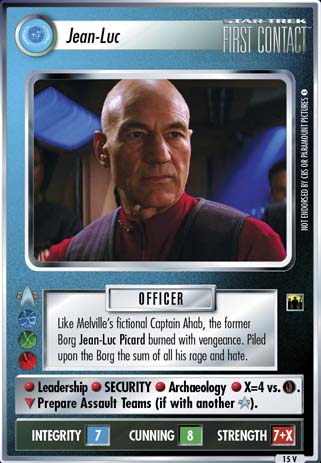 Jean-Luc
STAR TREK
FIRST CONTACT
NOT ENDORSED BY CBS OR PARAMOUNT PICTURES
OFFICER
Like Melville's fictional Captain Ahab, the former
Borg Jean-Luc Picard burned with vengeance. Piled
upon the Borg the sum of all his rage and hate.
Leadership SECURITY Archaeology X=4 vs. .
Prepare Assault Teams (if with another ).
INTEGRITY 7 CUNNING 8 STRENGTH 7+X
15 V